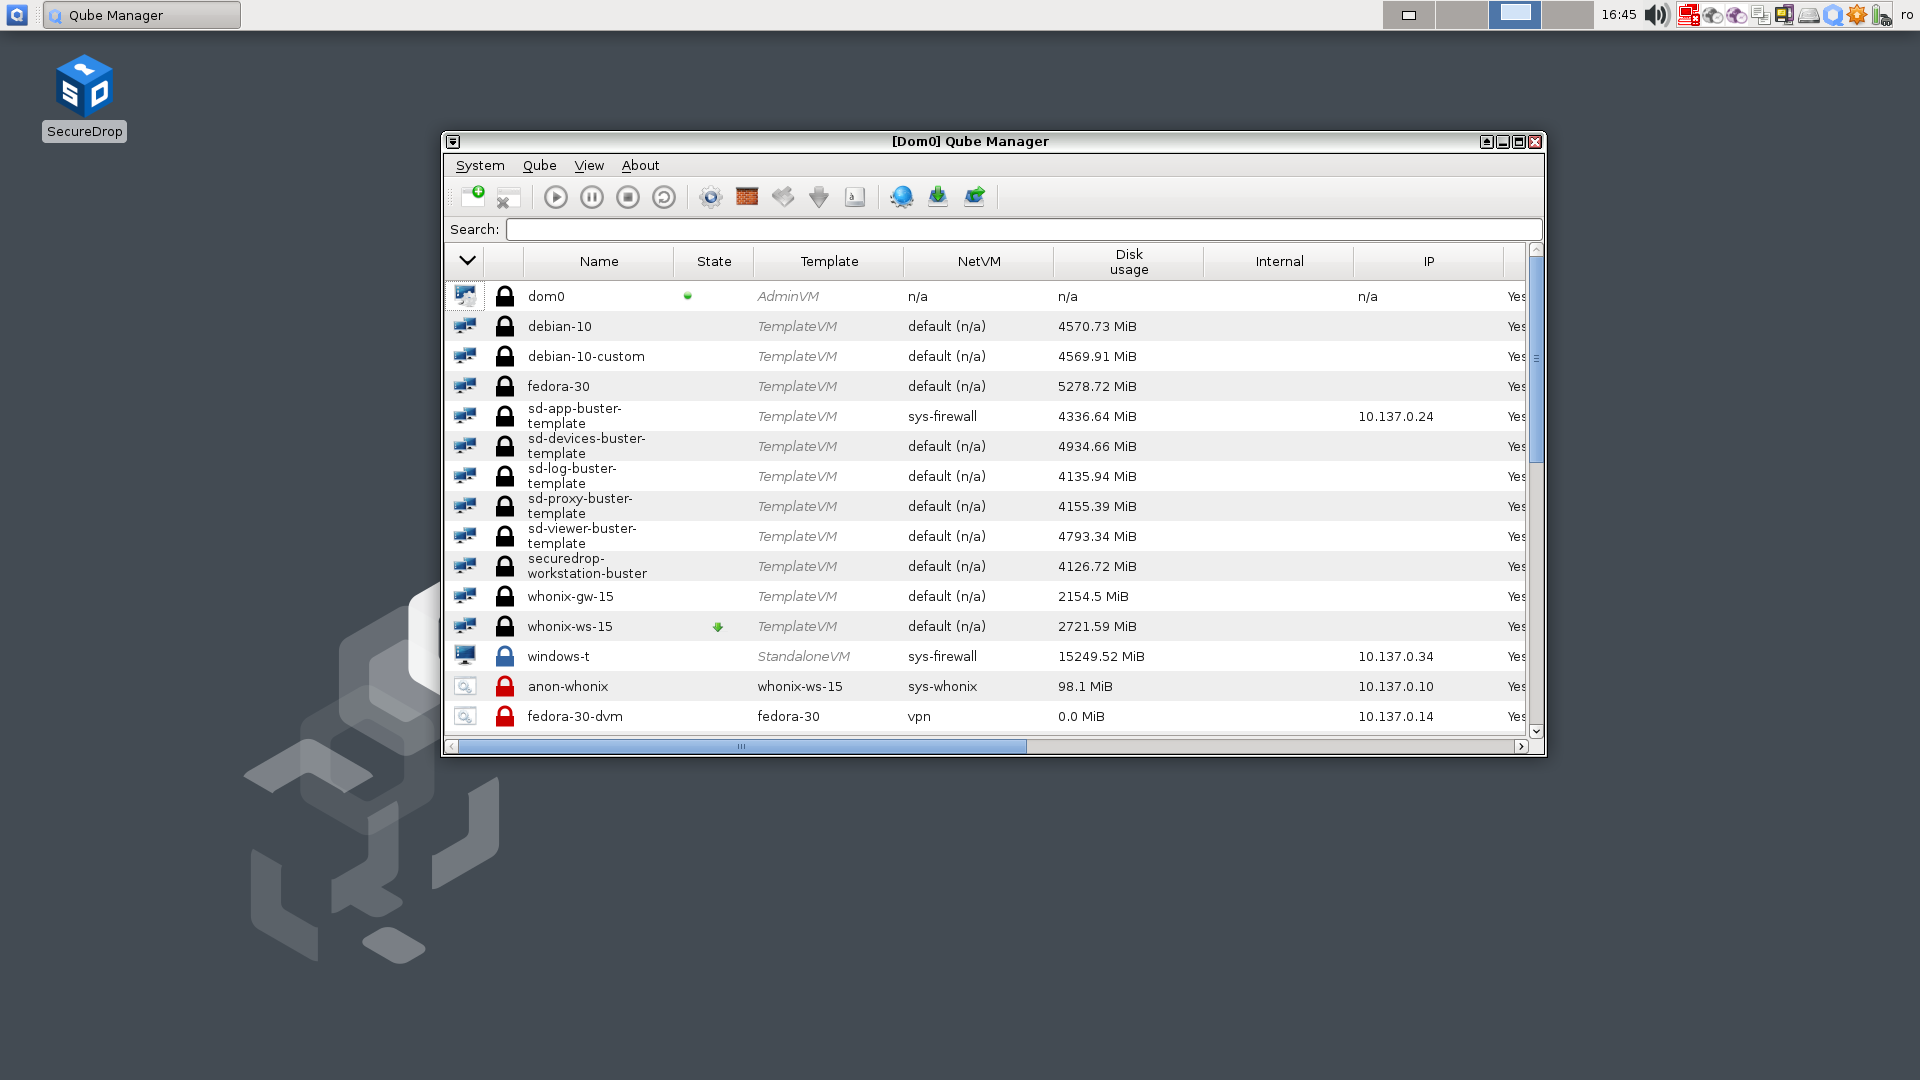 Qube Manager
16:45
ro
SecureDrop
[Dom0] Qube Manager
System Qube View About
Search:
Name State Template NetVM Disk usage Internal IP
dom0 AdminVM n/a n/a n/a Yes
debian-10 TemplateVM default (n/a) 4570.73 MiB Yes
debian-10-custom TemplateVM default (n/a) 4569.91 MiB Yes
fedora-30 TemplateVM default (n/a) 5278.72 MiB Yes
sd-app-buster-template TemplateVM sys-firewall 4336.64 MiB 10.137.0.24 Yes
sd-devices-buster-template TemplateVM default (n/a) 4934.66 MiB Yes
sd-log-buster-template TemplateVM default (n/a) 4135.94 MiB Yes
sd-proxy-buster-template TemplateVM default (n/a) 4155.39 MiB Yes
sd-viewer-buster-template TemplateVM default (n/a) 4793.34 MiB Yes
securedrop-workstation-buster TemplateVM default (n/a) 4126.72 MiB Yes
whonix-gw-15 TemplateVM default (n/a) 2154.5 MiB Yes
whonix-ws-15 TemplateVM default (n/a) 2721.59 MiB Yes
windows-t StandaloneVM sys-firewall 15249.52 MiB 10.137.0.34 Yes
anon-whonix whonix-ws-15 sys-whonix 98.1 MiB 10.137.0.10 Yes
fedora-30-dvm fedora-30 vpn 0.0 MiB 10.137.0.14 Yes